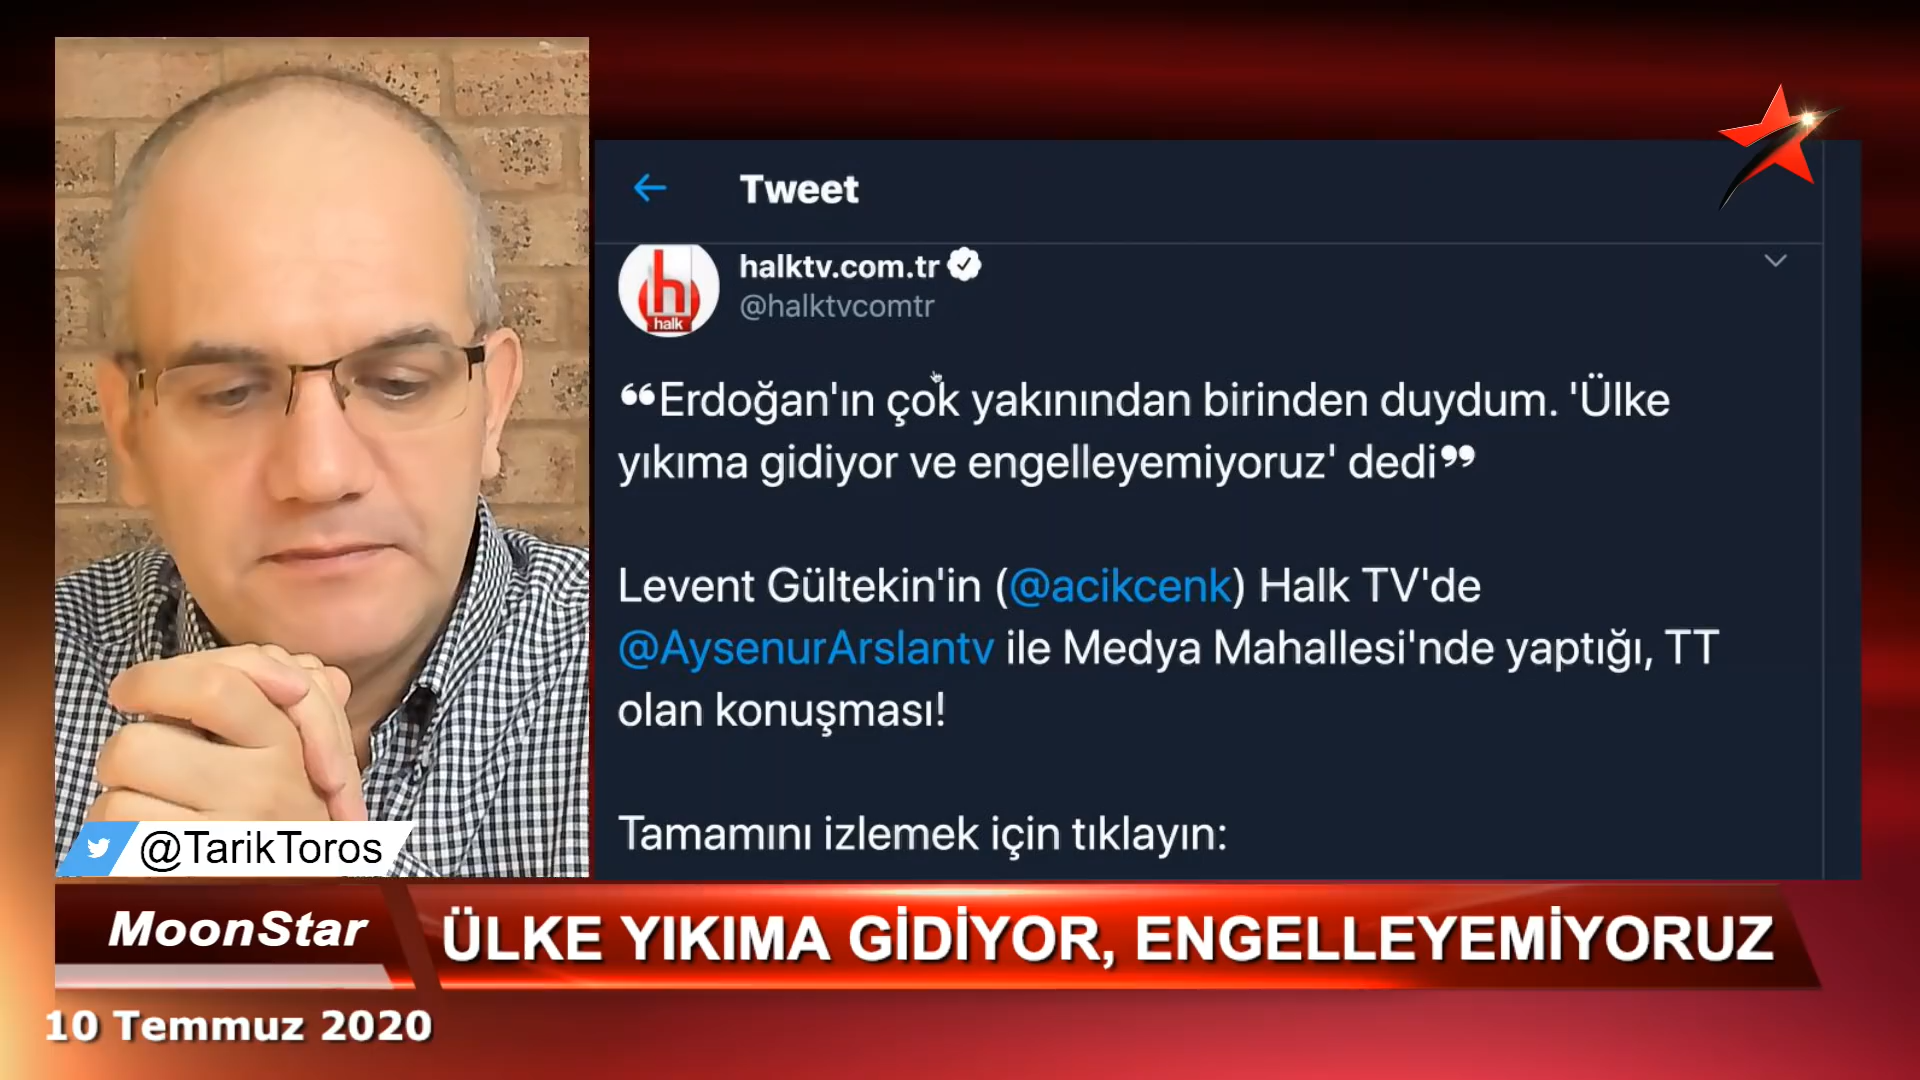 Tweet
halktv.com.tr
@halktvcomtr
h
halk
❝Erdoğan'ın çok yakınından birinden duydum. 'Ülke
yıkıma gidiyor ve engelleyemiyoruz' dedi❞
Levent Gültekin'in (@acikcenk) Halk TV'de
@AysenurArslantv ile Medya Mahallesi'nde yaptığı, TT
olan konuşması!
Tamamını izlemek için tıklayın:
@TarikToros
MoonStar
ÜLKE YIKIMA GİDİYOR, ENGELLEYEMİYORUZ
10 Temmuz 2020